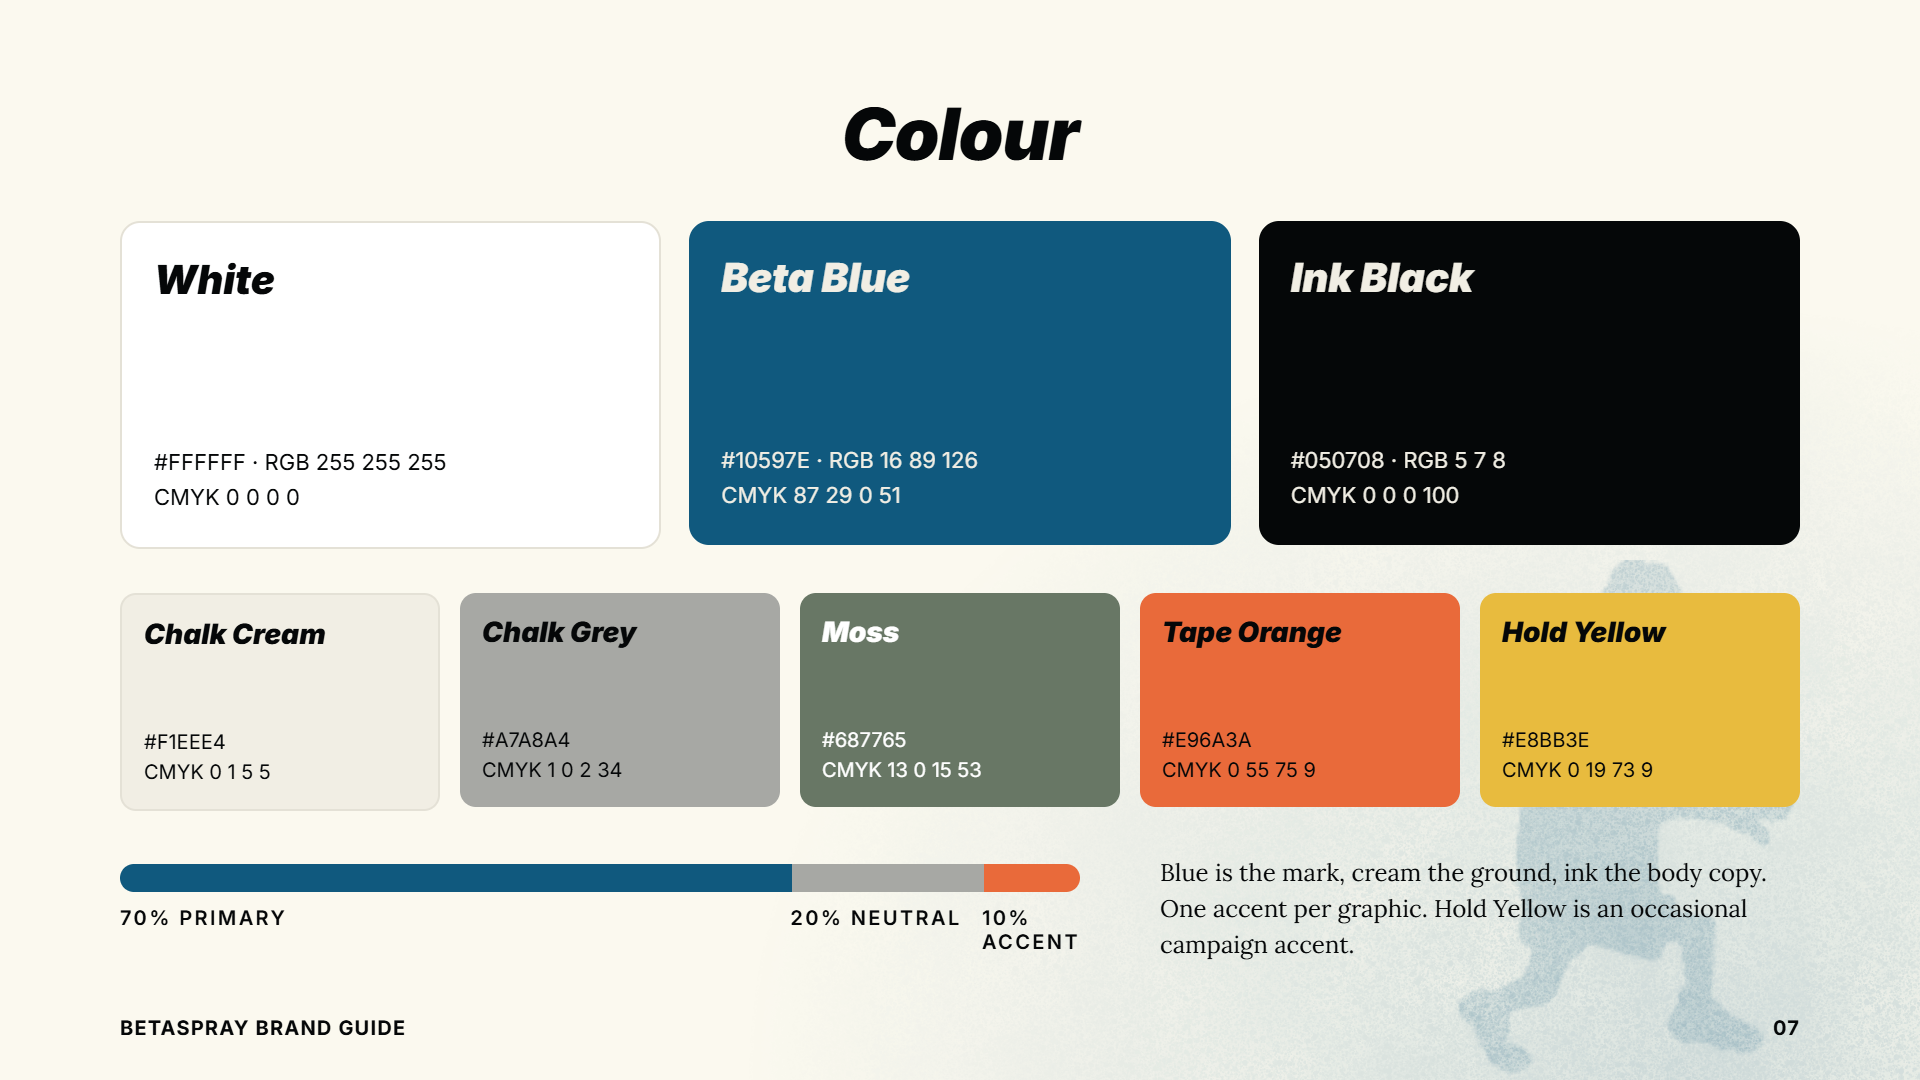 Colour
White
#FFFFFF · RGB 255 255 255
CMYK 0 0 0 0
Beta Blue
#10597E · RGB 16 89 126
CMYK 87 29 0 51
Ink Black
#050708 · RGB 5 7 8
CMYK 0 0 0 100
Chalk Cream
#F1EEE4
CMYK 0 1 5 5
Chalk Grey
#A7A8A4
CMYK 1 0 2 34
Moss
#687765
CMYK 13 0 15 53
Tape Orange
#E96A3A
CMYK 0 55 75 9
Hold Yellow
#E8BB3E
CMYK 0 19 73 9
70% PRIMARY
20% NEUTRAL
10%
ACCENT
Blue is the mark, cream the ground, ink the body copy.
One accent per graphic. Hold Yellow is an occasional
campaign accent.
BETASPRAY BRAND GUIDE
07